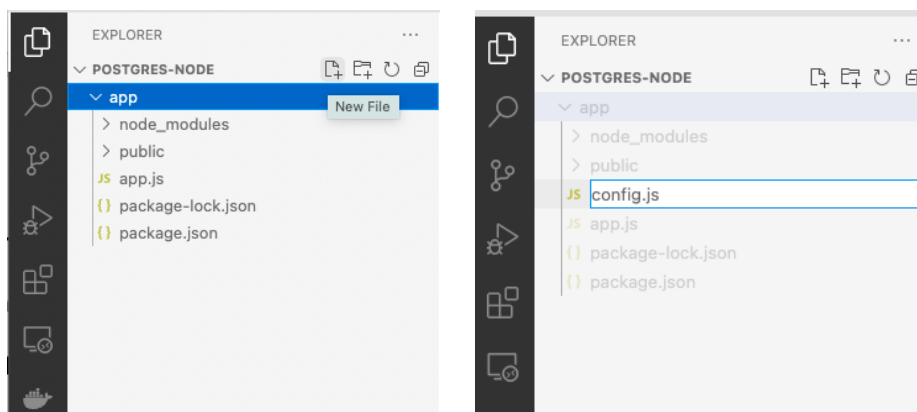 EXPLORER
POSTGRES-NODE
app
New File
node_modules
public
JS app.js
{} package-lock.json
{} package.json
EXPLORER
POSTGRES-NODE
app
node_modules
public
JS config.js
JS app.js
{} package-lock.json
{} package.json